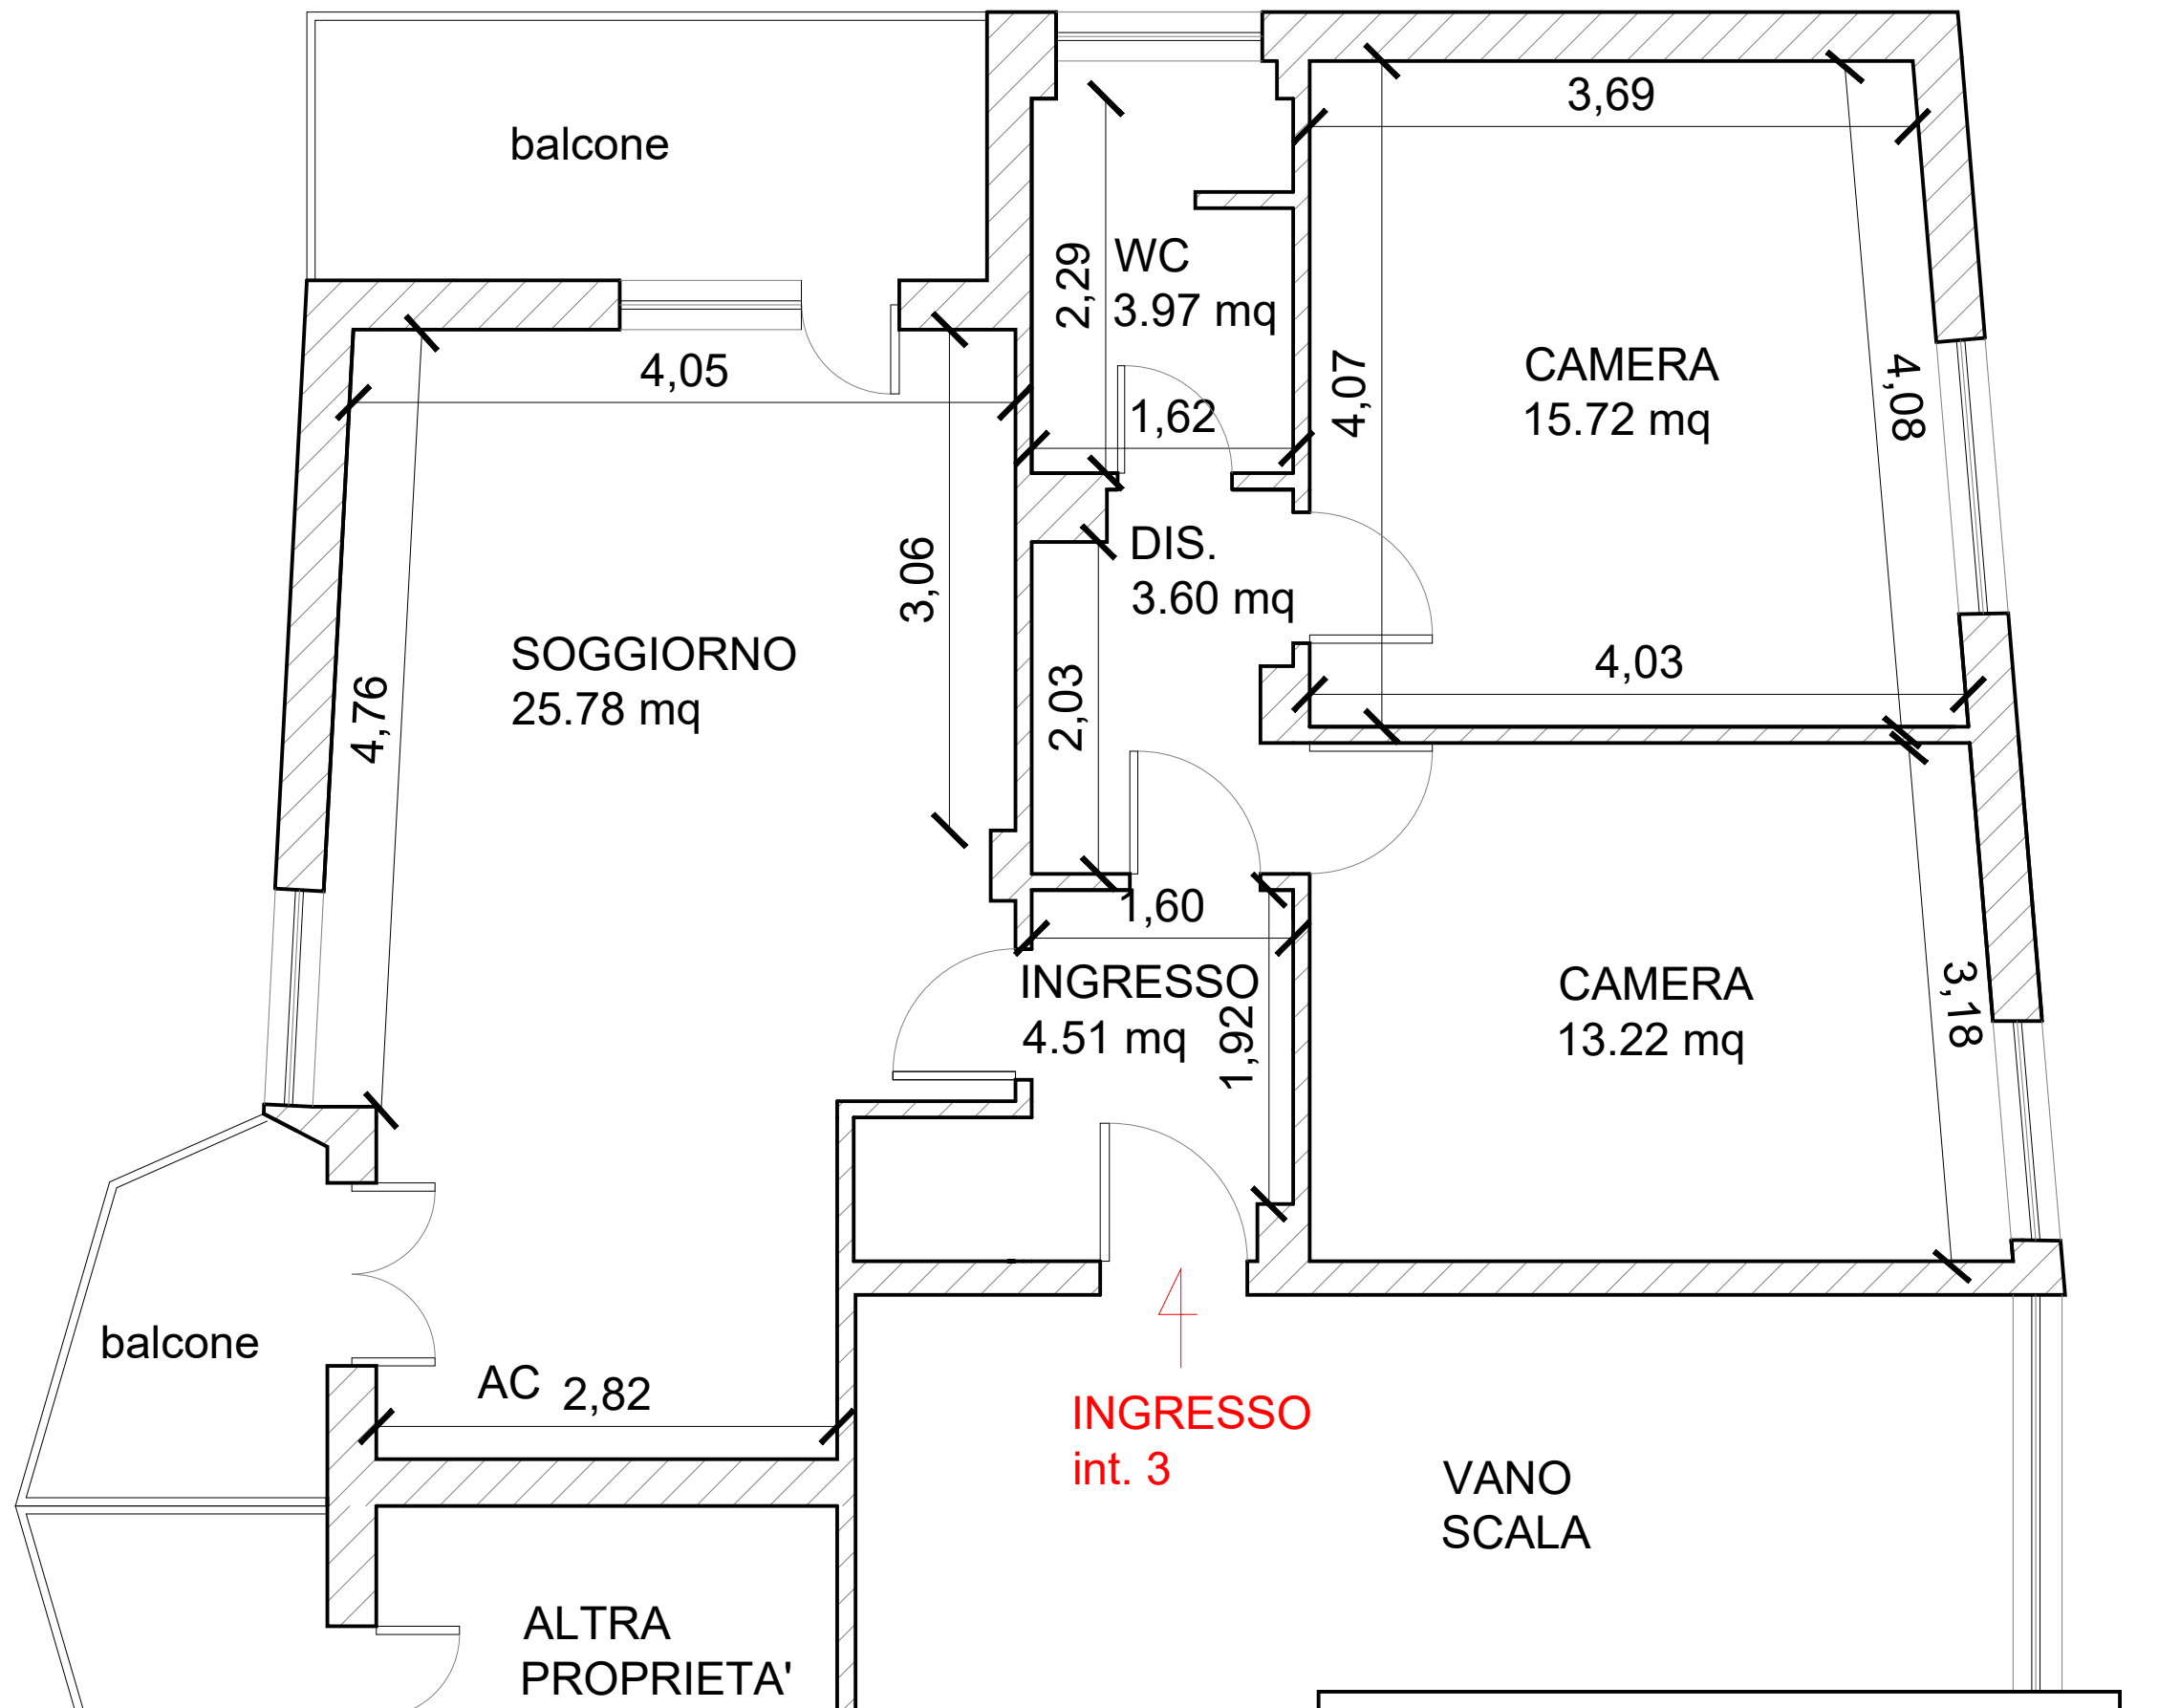 balcone
3,69
WC
3.97 mq
2,29
4,05
1,62
4,07
CAMERA
15.72 mq
4,08
DIS.
3.60 mq
3,06
SOGGIORNO
25.78 mq
4,76
2,03
4,03
1,60
INGRESSO
4.51 mq
1,92
CAMERA
13.22 mq
3,18
balcone
AC
2,82
INGRESSO
int. 3
VANO
SCALA
ALTRA
PROPRIETA'